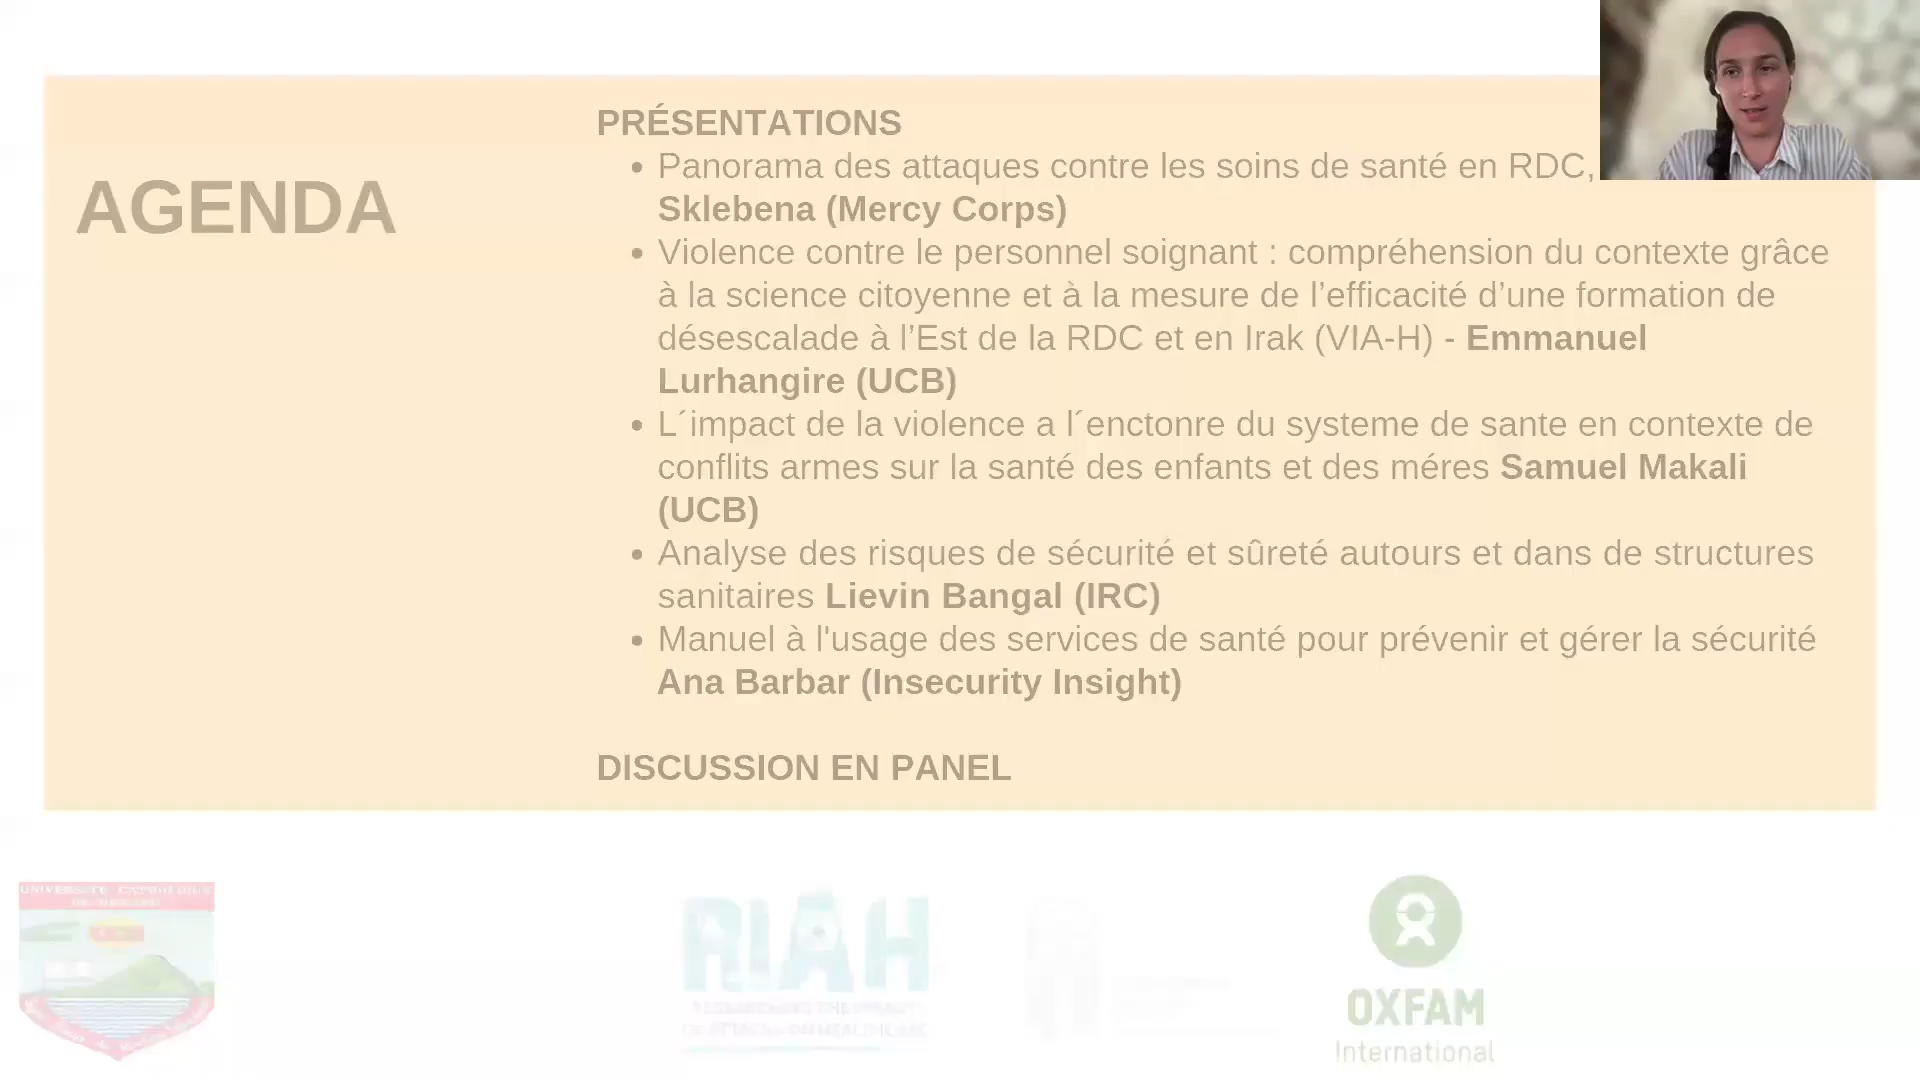 AGENDA
PRÉSENTATIONS
• Panorama des attaques contre les soins de santé en RDC,
Sklebena (Mercy Corps)
• Violence contre le personnel soignant : compréhension du contexte grâce
à la science citoyenne et à la mesure de l’efficacité d’une formation de
désescalade à l’Est de la RDC et en Irak (VIA-H) - Emmanuel
Lurhangire (UCB)
• L´impact de la violence a l´enctonre du systeme de sante en contexte de
conflits armes sur la santé des enfants et des méres Samuel Makali
(UCB)
• Analyse des risques de sécurité et sûreté autours et dans de structures
sanitaires Lievin Bangal (IRC)
• Manuel à l'usage des services de santé pour prévenir et gérer la sécurité
Ana Barbar (Insecurity Insight)
DISCUSSION EN PANEL
RIAH
OXFAM
International